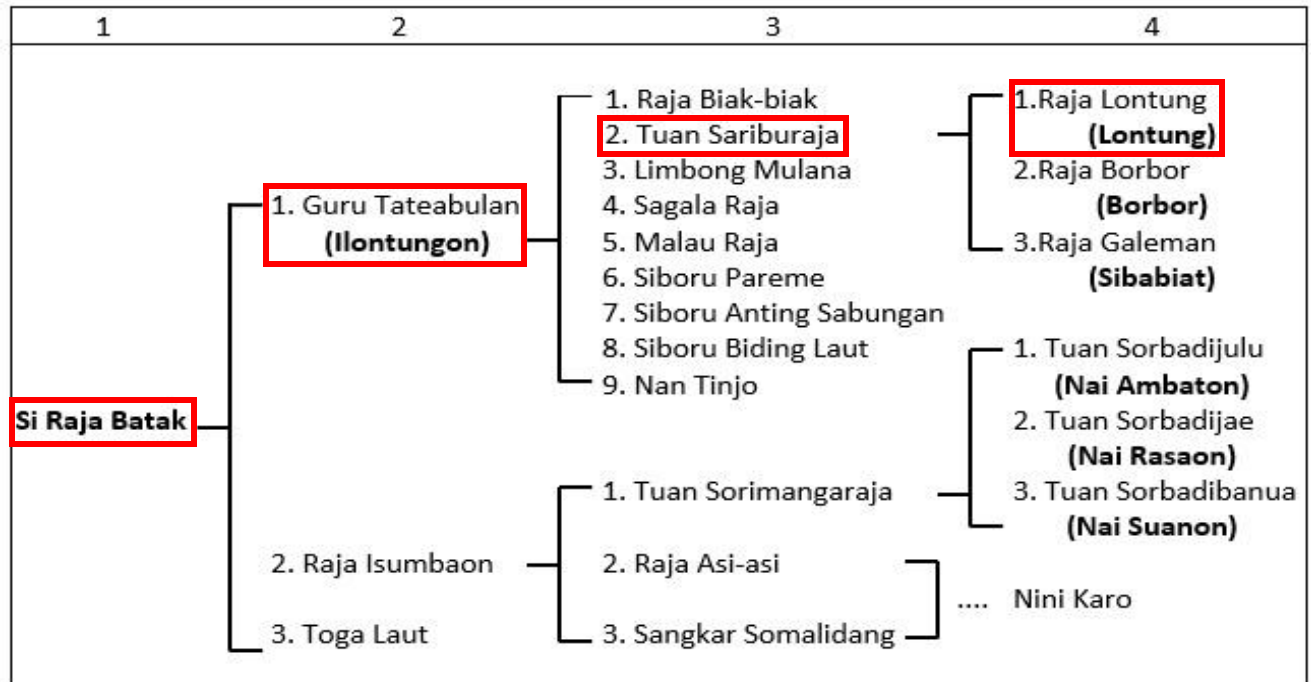 1 2 3 4
1. Raja Biak-biak
2. Tuan Sariburaja
3. Limbong Mulana
4. Sagala Raja
5. Malau Raja
6. Siboru Pareme
7. Siboru Anting Sabungan
8. Siboru Biding Laut
9. Nan Tinjo
1.Raja Lontung
(Lontung)
2.Raja Borbor
(Borbor)
3.Raja Galeman
(Sibabiat)
1. Guru Tateabulan
(Ilontungon)
Si Raja Batak
1. Tuan Sorbadijulu
(Nai Ambaton)
2. Tuan Sorbadijae
(Nai Rasaon)
3. Tuan Sorbadibanua
(Nai Suanon)
1. Tuan Sorimangaraja
2. Raja Isumbaon
2. Raja Asi-asi
.... Nini Karo
3. Toga Laut
3. Sangkar Somalidang